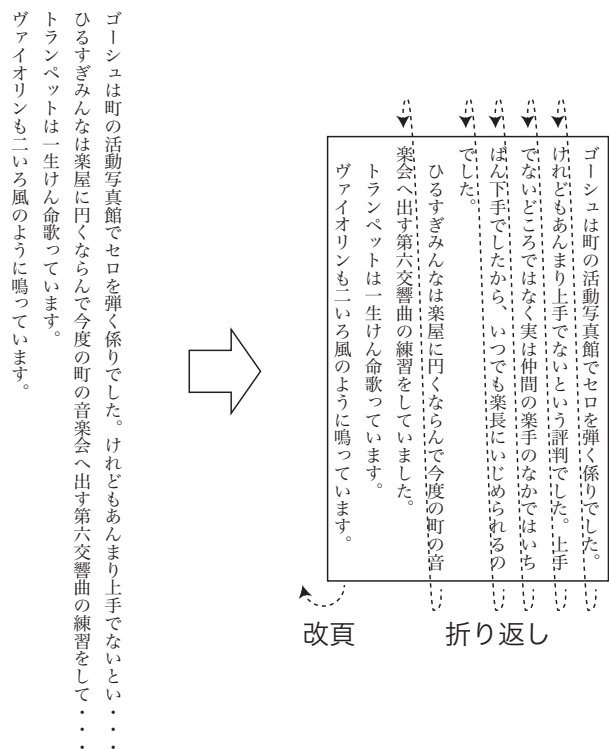 ゴーシュは町の活動写真館でセロを弾く係りでした。けれどもあんまり上手でないとい・・・
ひるすぎみんなは楽屋に円くならんで今度の町の音楽会へ出す第六交響曲の練習をして・・・
トランペットは一生けん命歌っています。
ヴァイオリンも二いろ風のように鳴っています。
ゴーシュは町の活動写真館でセロを弾く係りでした。
けれどもあんまり上手でないという評判でした。上手
でないどころではなく実は仲間の楽手のなかではいち
ばん下手でしたから、いつでも楽長にいじめられるの
でした。
ひるすぎみんなは楽屋に円くならんで今度の町の音
楽会へ出す第六交響曲の練習をしていました。
トランペットは一生けん命歌っています。
ヴァイオリンも二いろ風のように鳴っています。
改頁
折り返し